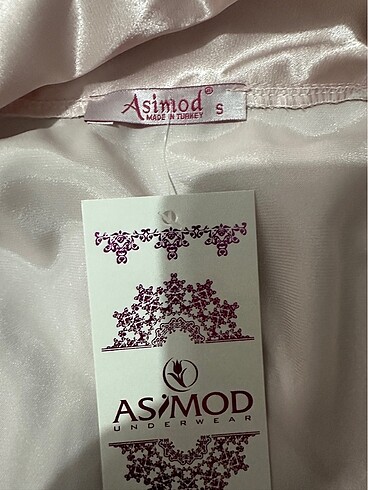 Asimod® S
MADE IN TURKEY
ASiMOD
UNDERWEAR